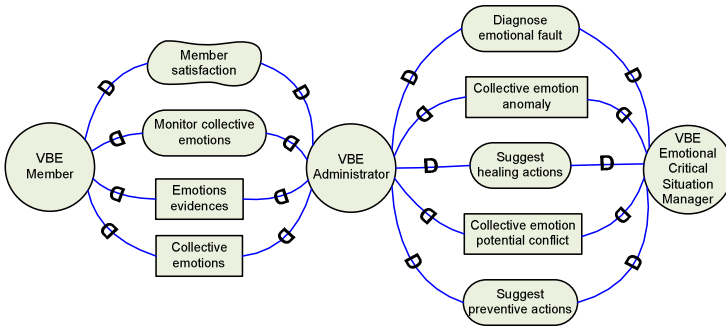 VBE
Member
Member
satisfaction
D
D
Monitor collective
emotions
D
D
Emotions
evidences
D
D
Collective
emotions
D
D
VBE
Administrator
Diagnose
emotional fault
D
D
Collective emotion
anomaly
D
D
Suggest
healing actions
D
D
Collective emotion
potential conflict
D
D
Suggest
preventive actions
D
D
VBE
Emotional
Critical
Situation
Manager